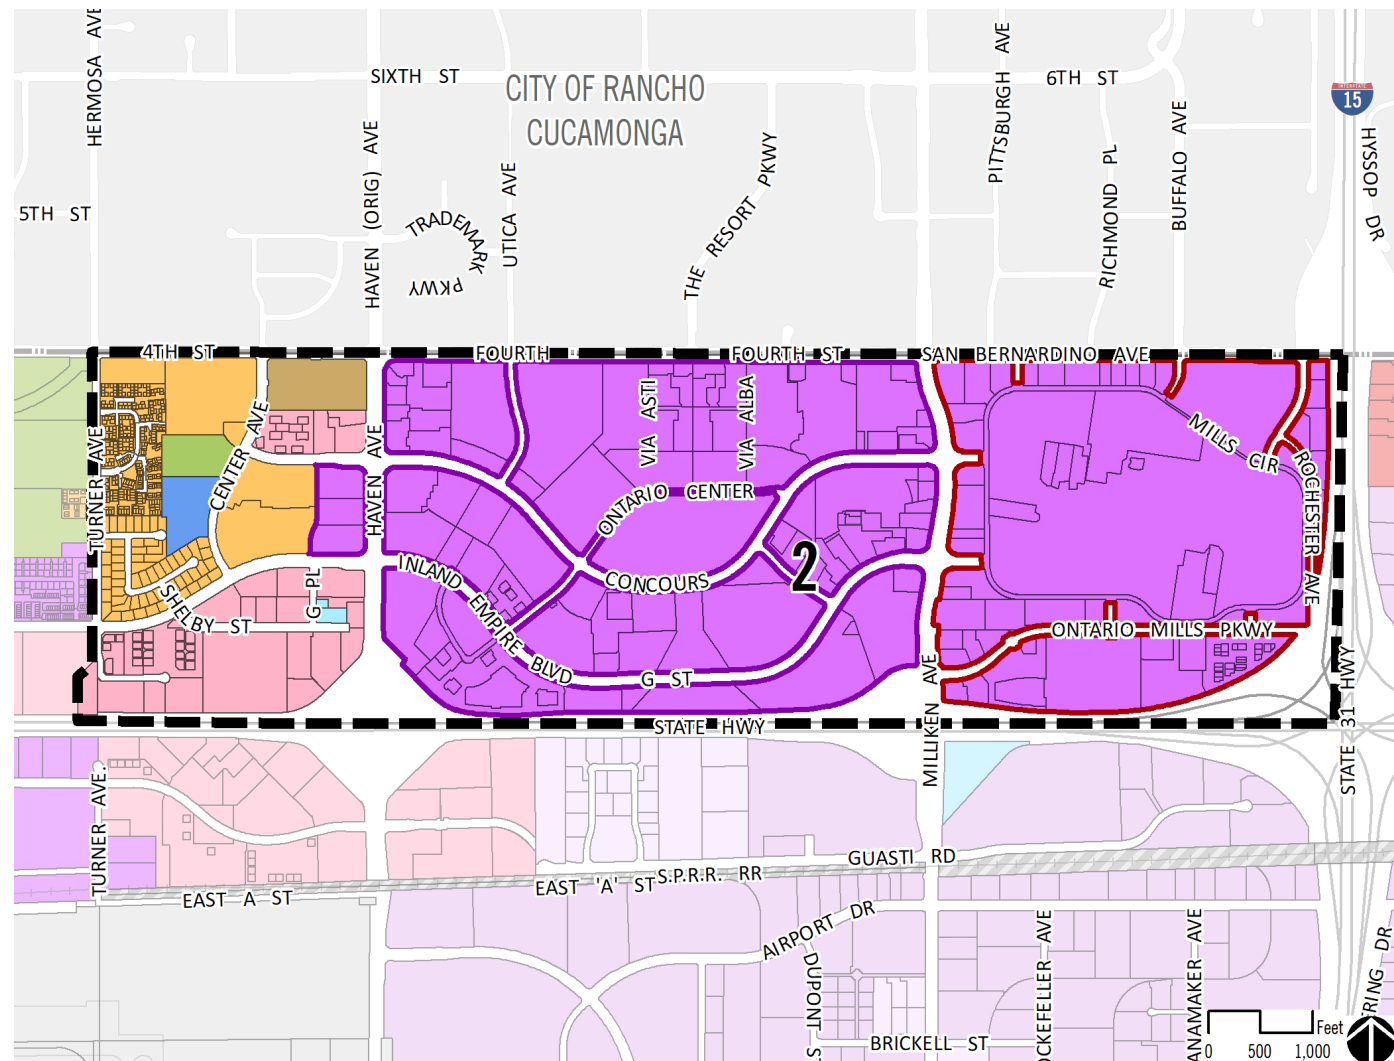 HERMOSA AVE
SIXTH ST
CITY OF RANCHO
CUCAMONGA
PITTSBURGH AVE
6TH ST
INTERSTATE
15
HAVEN (ORIG) AVE
UTICA AVE
THE RESORT PKWY
RICHMOND PL
BUFFALO AVE
HYSSOP DR
5TH ST
TRADEMARK
PKWY
4TH ST
FOURTH
FOURTH ST
SAN BERNARDINO AVE
TURNER AVE
CENTER AVE
HAVEN AVE
VIA ASTI
VIA ALBA
MILLS CIR
ROCHESTER AVE
ONTARIO CENTER
CONCOURS
2
INLAND EMPIRE BLVD
G PL
SHELBY ST
G ST
ONTARIO MILLS PKWY
STATE HWY
MILLIKEN AVE
STATE 31 HWY
TURNER AVE.
GUASTI RD
S.P.R.R. RR
EAST 'A' ST
EAST A ST
AIRPORT DR
DUPONT S
OCKEFELLER AVE
ANAMAKER AVE
ERING DR
BRICKELL ST
Feet
0 500 1,000